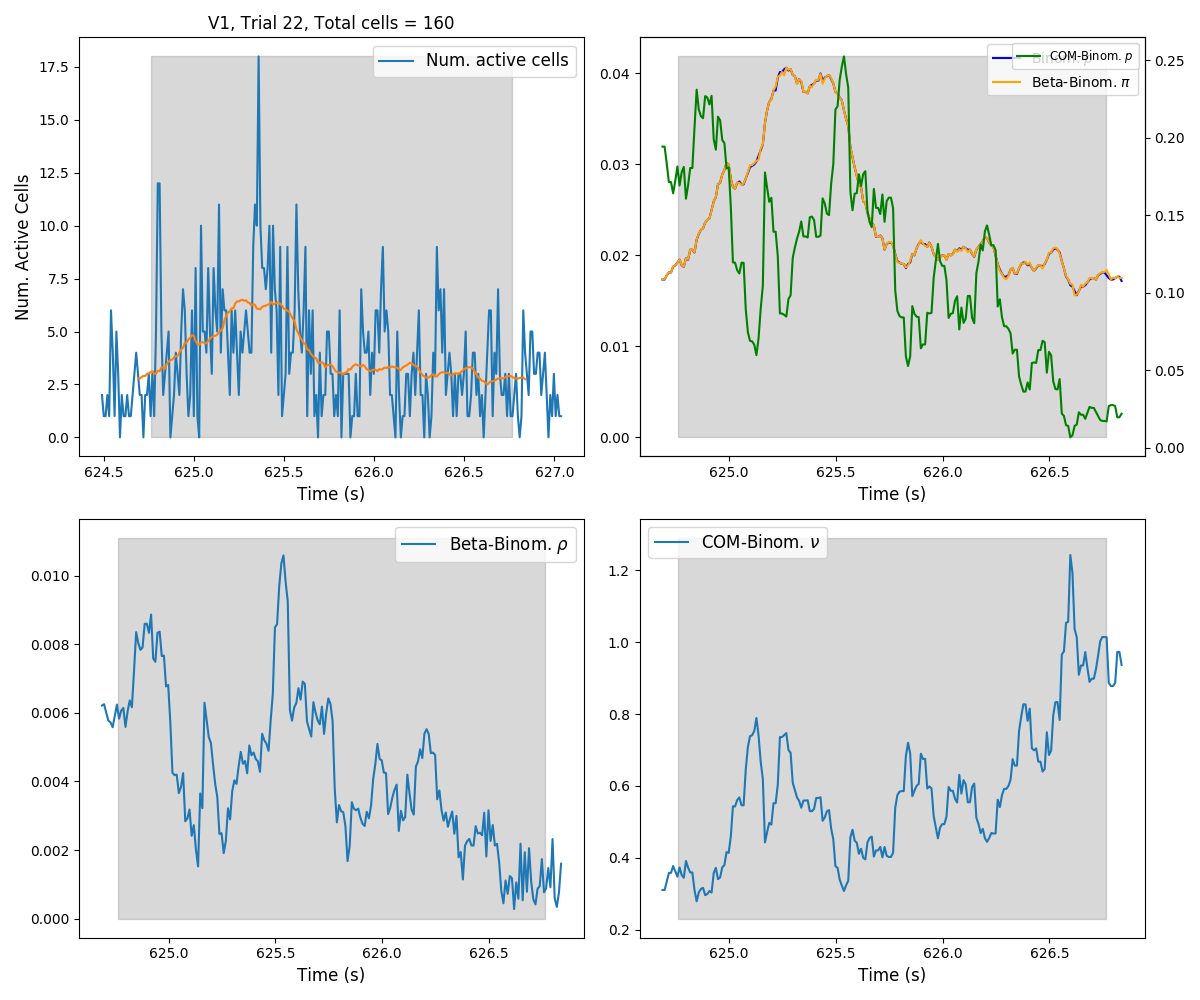 V1, Trial 22, Total cells = 160
Num. active cells
Num. Active Cells
17.5
15.0
12.5
10.0
7.5
5.0
2.5
0.0
624.5 625.0 625.5 626.0 626.5 627.0
Time (s)
COM-Binom. p
Beta-Binom. π
0.04
0.03
0.02
0.01
0.00
0.25
0.20
0.15
0.10
0.05
0.00
625.0 625.5 626.0 626.5
Time (s)
Beta-Binom. ρ
0.010
0.008
0.006
0.004
0.002
0.000
625.0 625.5 626.0 626.5
Time (s)
COM-Binom. ν
1.2
1.0
0.8
0.6
0.4
0.2
625.0 625.5 626.0 626.5
Time (s)